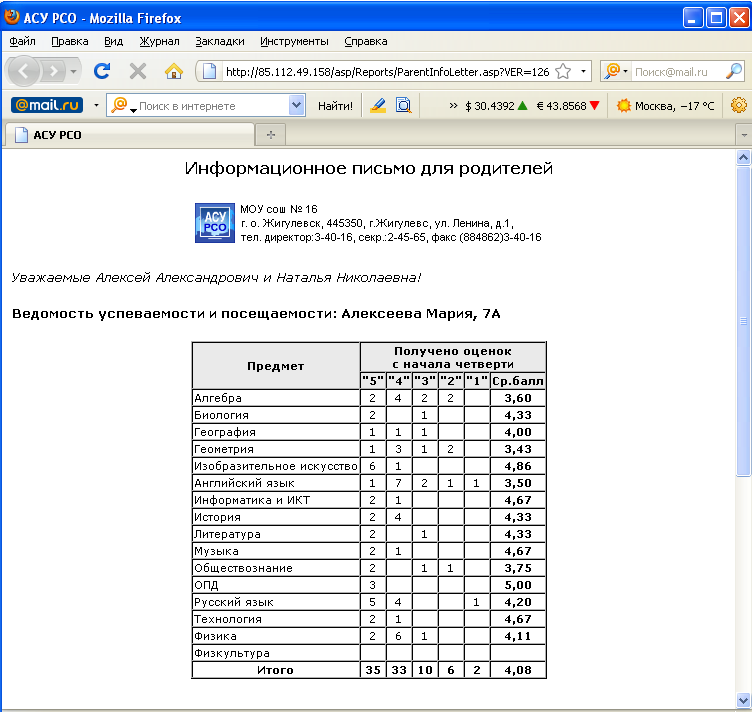 АСУ РСО - Mozilla Firefox
Файл Правка Вид Журнал Закладки Инструменты Справка
http://85.112.49.158/asp/Reports/ParentInfoLetter.asp?VER=126 Поиск@mail.ru
@mail.ru Поиск в интернете Найти! » $ 30.4392 ▲ € 43.8568 ▼ Москва, −17 °C
АСУ РСО
Информационное письмо для родителей
АСУ РСО
МОУ сош № 16
г. о. Жигулевск, 445350, г.Жигулевс, ул. Ленина, д.1,
тел. директор:3-40-16, секр.:2-45-65, факс (884862)3-40-16
Уважаемые Алексей Александрович и Наталья Николаевна!
Ведомость успеваемости и посещаемости: Алексеева Мария, 7А
Предмет Получено оценок
с начала четверти
"5" "4" "3" "2" "1" Ср.балл
Алгебра 2 4 2 2 3,60
Биология 2 1 4,33
География 1 1 1 4,00
Геометрия 1 3 1 2 3,43
Изобразительное искусство 6 1 4,86
Английский язык 1 7 2 1 1 3,50
Информатика и ИКТ 2 1 4,67
История 2 4 4,33
Литература 2 1 4,33
Музыка 2 1 4,67
Обществознание 2 1 1 3,75
ОПД 3 5,00
Русский язык 5 4 1 4,20
Технология 2 1 4,67
Физика 2 6 1 4,11
Физкультура
Итого 35 33 10 6 2 4,08